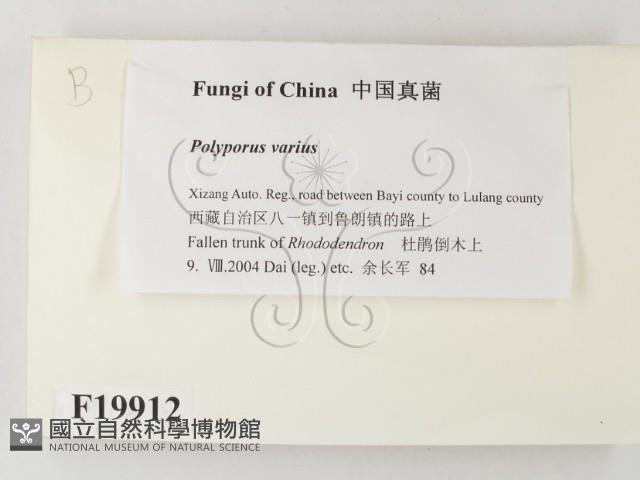 B
Fungi of China 中国真菌
Polyporus varius
Xizang Auto. Reg., road between Bayi county to Lulang county
西藏自治区八一镇到鲁朗镇的路上
Fallen trunk of Rhododendron 杜鹃倒木上
9. Ⅷ.2004 Dai (leg.) etc. 余长军 84
F19912
國立自然科學博物館
NATIONAL MUSEUM OF NATURAL SCIENCE